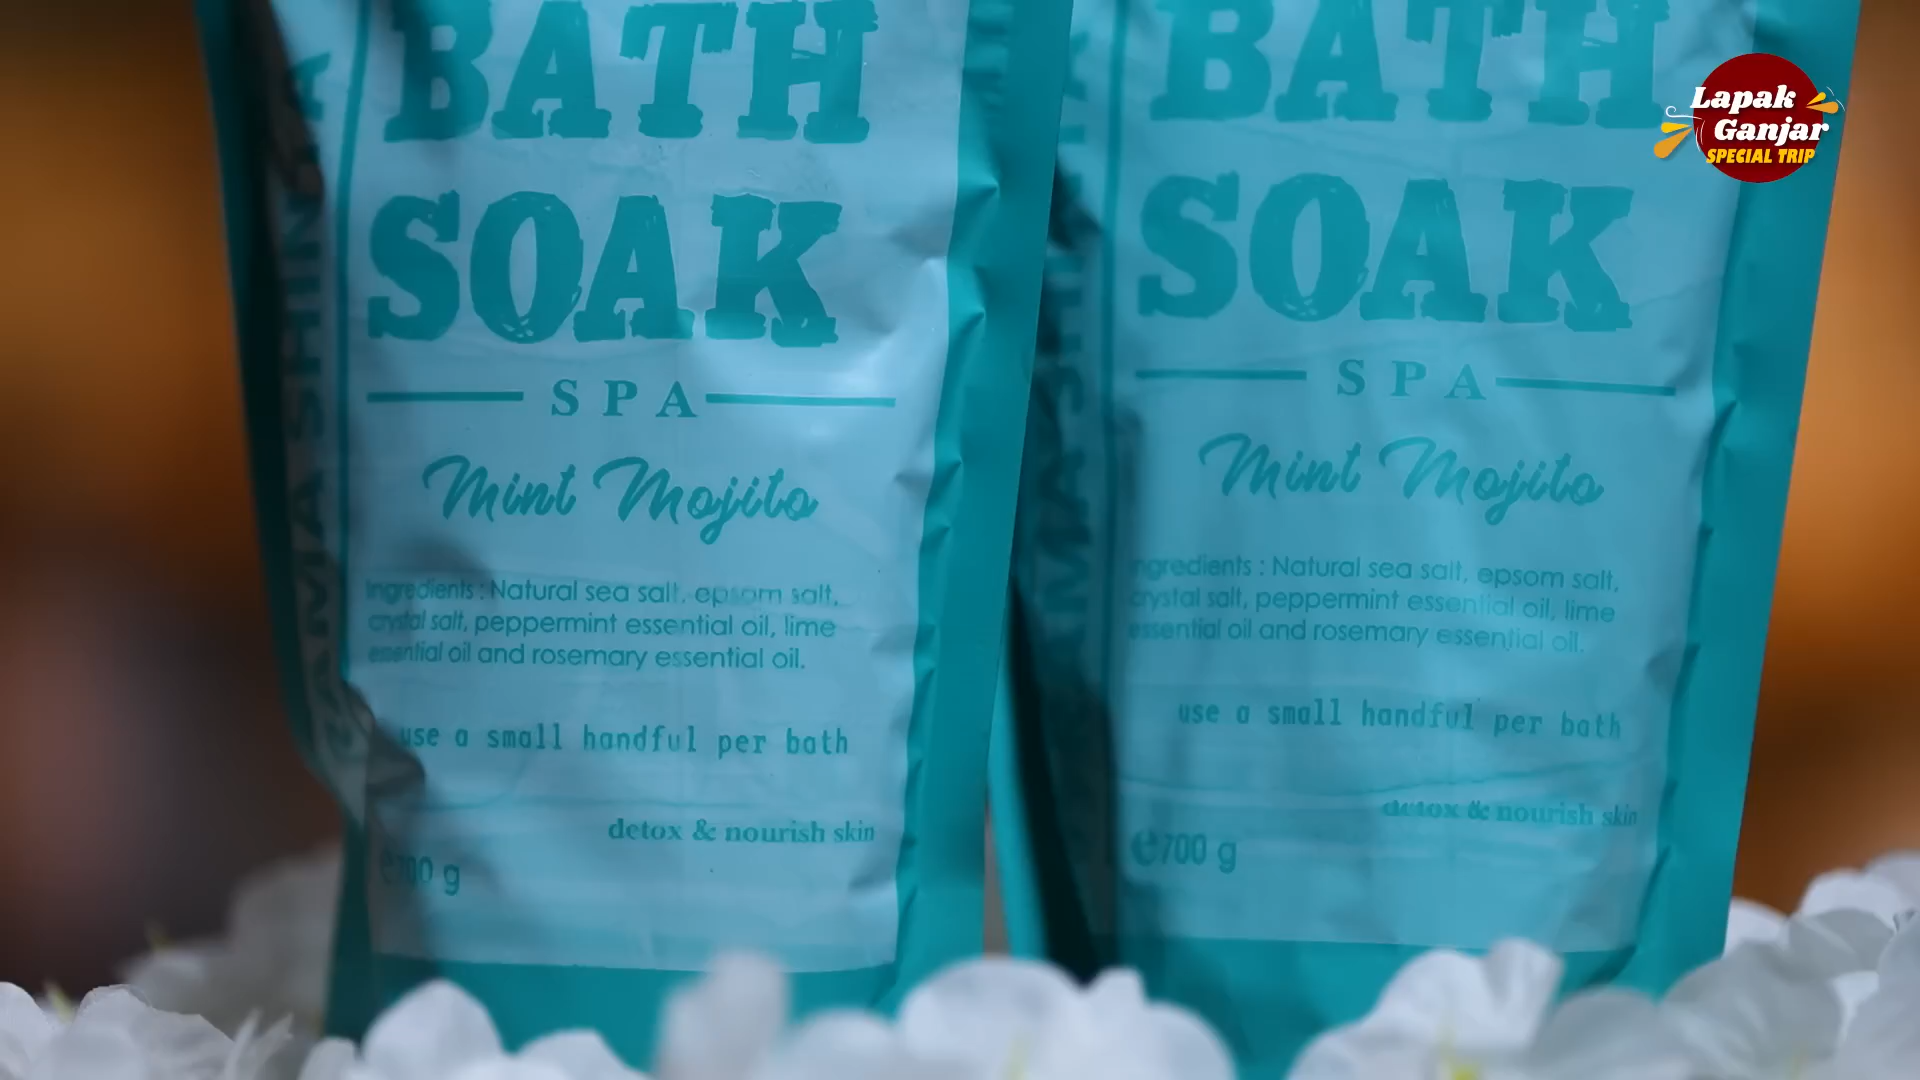 BATH
SOAK
SPA
Mint Mojito
Ingredients : Natural sea salt, epsom salt,
crystal salt, peppermint essential oil, lime
essential oil and rosemary essential oil.
use a small handful per bath
detox & nourish skin
℮700 g
BATH
SOAK
SPA
Mint Mojito
Ingredients : Natural sea salt, epsom salt,
crystal salt, peppermint essential oil, lime
essential oil and rosemary essential oil.
use a small handful per bath
detox & nourish skin
℮700 g
Lapak
Ganjar
SPECIAL TRIP